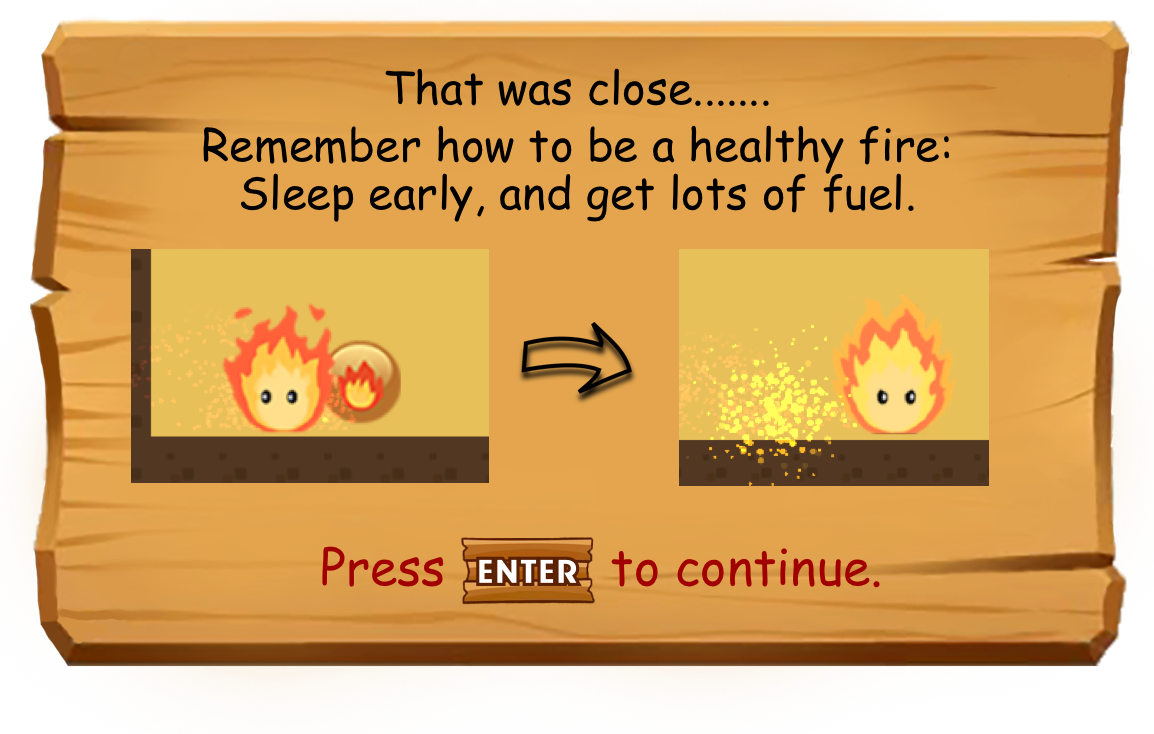 That was close.......
Remember how to be a healthy fire:
Sleep early, and get lots of fuel.
Press ENTER to continue.